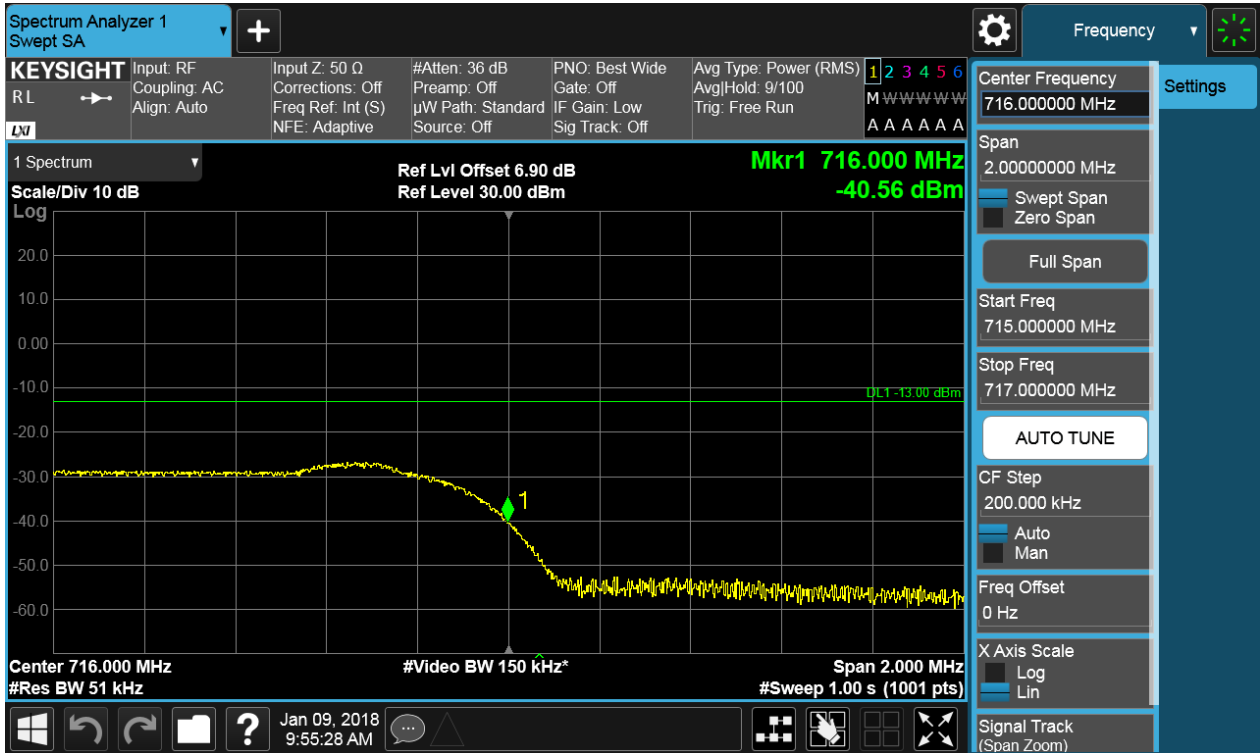 Spectrum Analyzer 1
Swept SA
+
Frequency
KEYSIGHT
RL
LXI
Input: RF
Coupling: AC
Align: Auto
Input Z: 50 Ω
Corrections: Off
Freq Ref: Int (S)
NFE: Adaptive
#Atten: 36 dB
Preamp: Off
µW Path: Standard
Source: Off
PNO: Best Wide
Gate: Off
IF Gain: Low
Sig Track: Off
Avg Type: Power (RMS)
Avg|Hold: 9/100
Trig: Free Run
1 2 3 4 5 6
M W W W W W
A A A A A A
1 Spectrum
Scale/Div 10 dB
Log
Ref Lvl Offset 6.90 dB
Ref Level 30.00 dBm
Mkr1 716.000 MHz
-40.56 dBm
20.0
10.0
0.00
-10.0
DL1 -13.00 dBm
-20.0
-30.0
1
-40.0
-50.0
-60.0
Center 716.000 MHz
#Res BW 51 kHz
#Video BW 150 kHz*
Span 2.000 MHz
#Sweep 1.00 s (1001 pts)
Center Frequency
716.000000 MHz
Settings
Span
2.00000000 MHz
Swept Span
Zero Span
Full Span
Start Freq
715.000000 MHz
Stop Freq
717.000000 MHz
AUTO TUNE
CF Step
200.000 kHz
Auto
Man
Freq Offset
0 Hz
X Axis Scale
Log
Lin
Signal Track
(Span Zoom)
?
Jan 09, 2018
9:55:28 AM